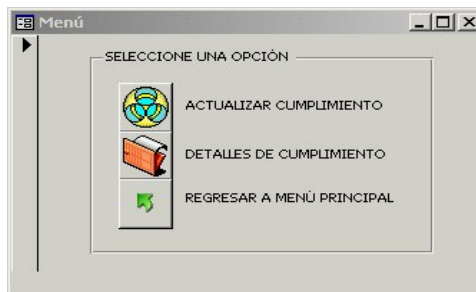 Menú
SELECCIONE UNA OPCIÓN
ACTUALIZAR CUMPLIMIENTO
DETALLES DE CUMPLIMIENTO
REGRESAR A MENÚ PRINCIPAL